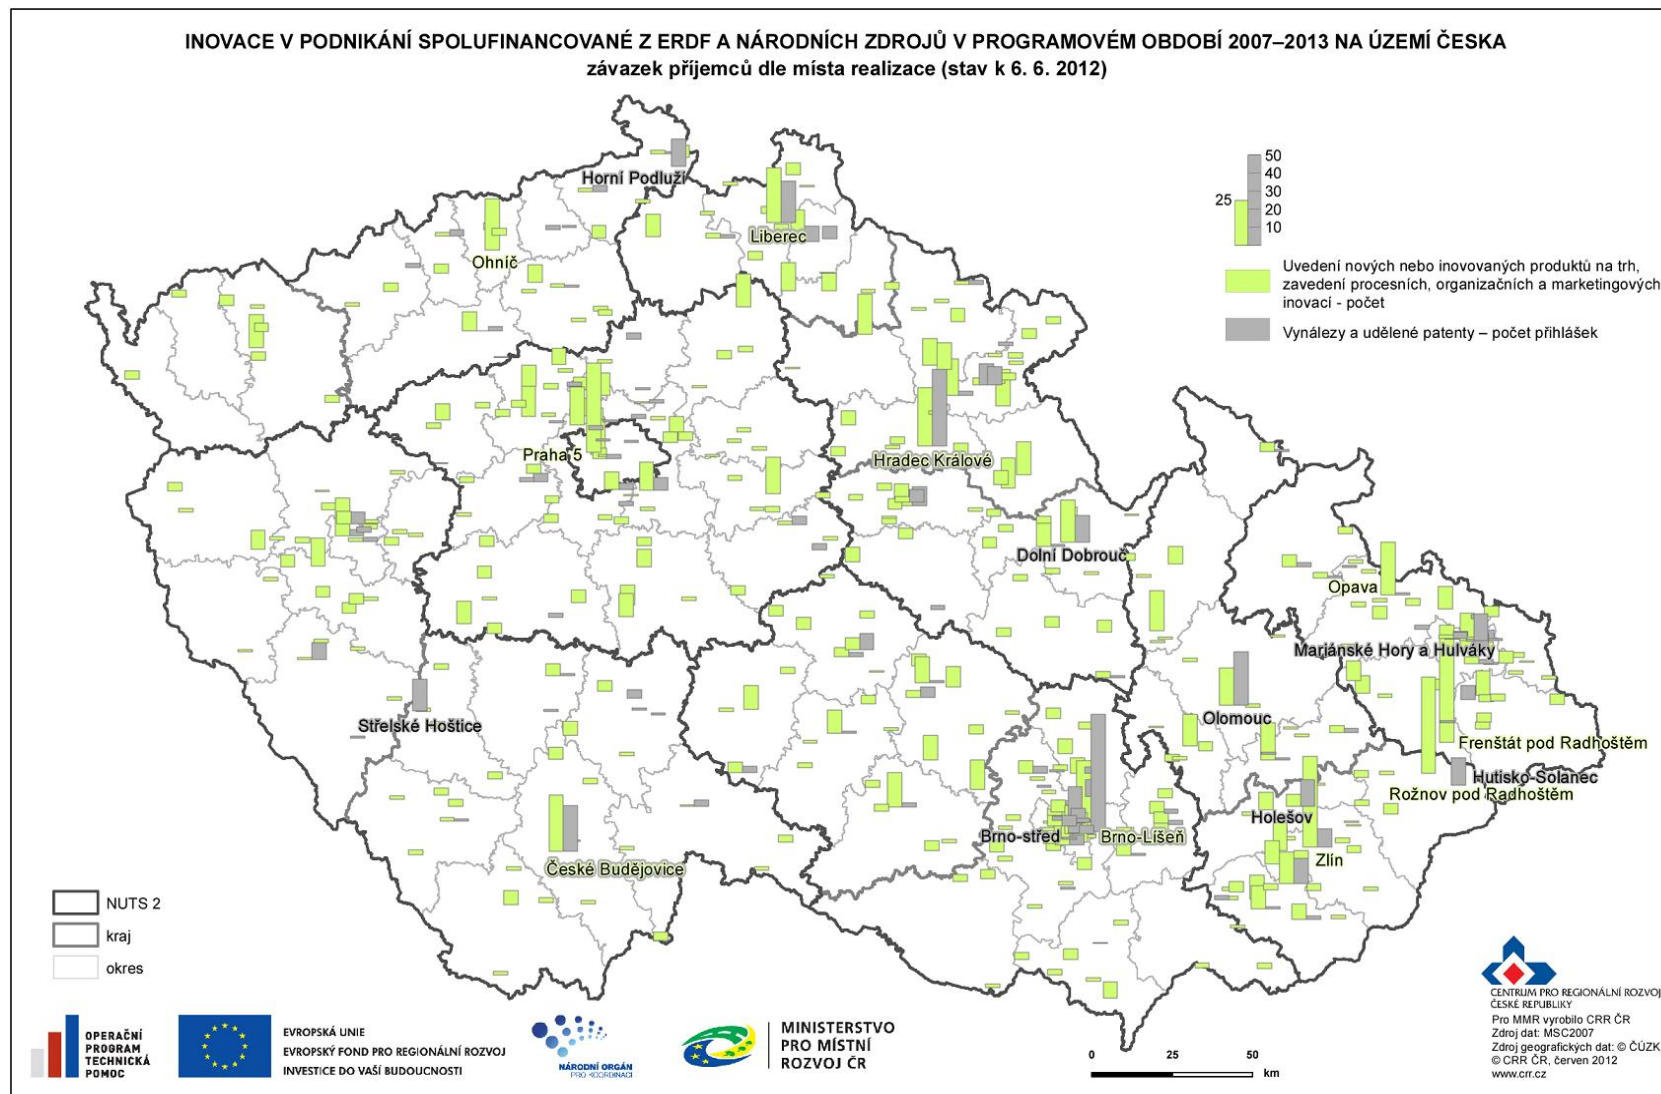 INOVACE V PODNIKÁNÍ SPOLUFINANCOVANÉ Z ERDF A NÁRODNÍCH ZDROJŮ V PROGRAMOVÉM OBDOBÍ 2007–2013 NA ÚZEMÍ ČESKA
závazek příjemců dle místa realizace (stav k 6. 6. 2012)
50
40
30
25
20
10
Uvedení nových nebo inovovaných produktů na trh,
zavedení procesních, organizačních a marketingových
inovací - počet
Vynálezy a udělené patenty – počet přihlášek
Horní Podluží
Liberec
Ohníč
Praha 5
Hradec Králové
Dolní Dobrouč
Opava
Mariánské Hory a Hulváky
Střelské Hoštice
Olomouc
Frenštát pod Radhoštěm
Hutisko-Solanec
Rožnov pod Radhoštěm
Holešov
Brno-střed
Brno-Líšeň
Zlín
České Budějovice
NUTS 2
kraj
okres
OPERAČNÍ
PROGRAM
TECHNICKÁ
POMOC
EVROPSKÁ UNIE
EVROPSKÝ FOND PRO REGIONÁLNÍ ROZVOJ
INVESTICE DO VAŠÍ BUDOUCNOSTI
NÁRODNÍ ORGÁN
PRO KOORDINACI
MINISTERSTVO
PRO MÍSTNÍ
ROZVOJ ČR
0 25 50
km
CENTRUM PRO REGIONÁLNÍ ROZVOJ
ČESKÉ REPUBLIKY
Pro MMR vyrobilo CRR ČR
Zdroj dat: MSC2007
Zdroj geografických dat: © ČÚZK
© CRR ČR, červen 2012
www.crr.cz